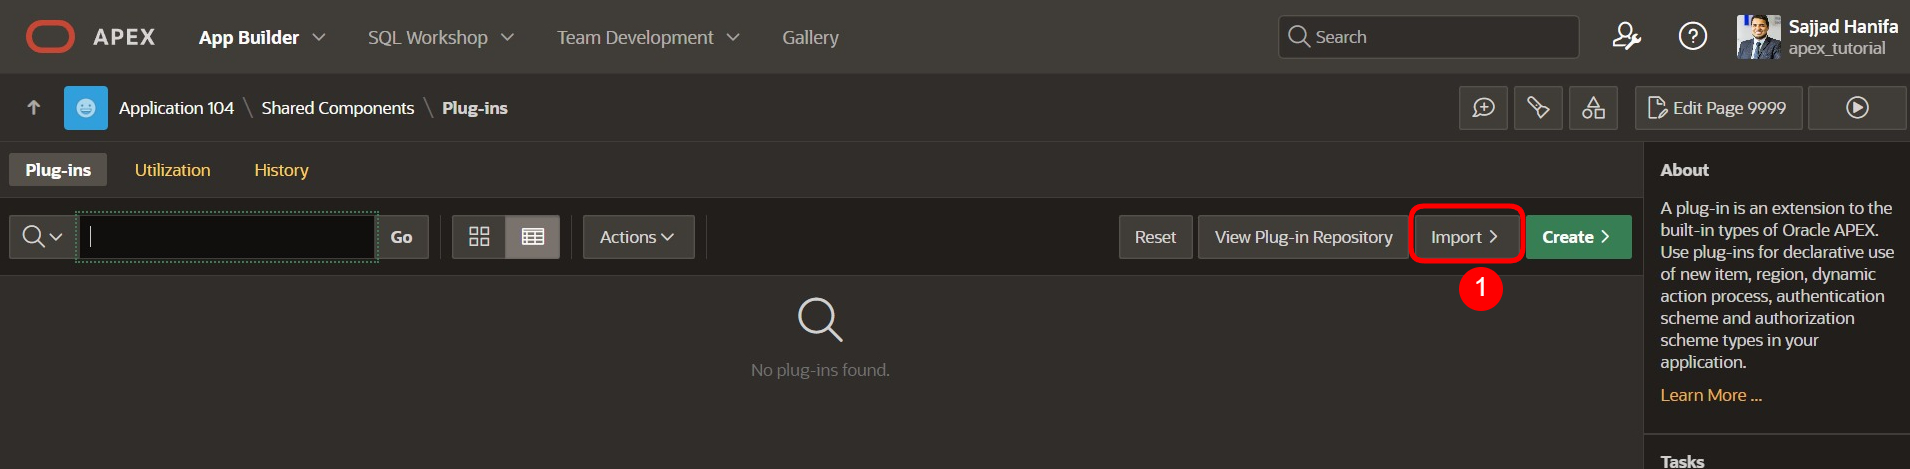 APEX App Builder SQL Workshop Team Development Gallery Search Sajjad Hanifa
apex_tutorial
Application 104 \ Shared Components \ Plug-ins Edit Page 9999
Plug-ins Utilization History
Go Actions Reset View Plug-in Repository Import > Create >
1
No plug-ins found.
About
A plug-in is an extension to the
built-in types of Oracle APEX.
Use plug-ins for declarative use
of new item, region, dynamic
action process, authentication
scheme and authorization
scheme types in your
application.
Learn More ...
Tasks